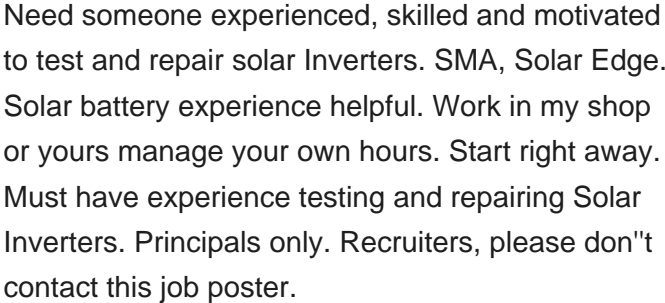 Need someone experienced, skilled and motivated
to test and repair solar Inverters. SMA, Solar Edge.
Solar battery experience helpful. Work in my shop
or yours manage your own hours. Start right away.
Must have experience testing and repairing Solar
Inverters. Principals only. Recruiters, please don"t
contact this job poster.